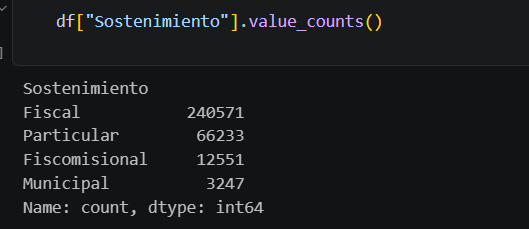 df["Sostenimiento"].value_counts()
]
Sostenimiento
Fiscal 240571
Particular 66233
Fiscomisional 12551
Municipal 3247
Name: count, dtype: int64